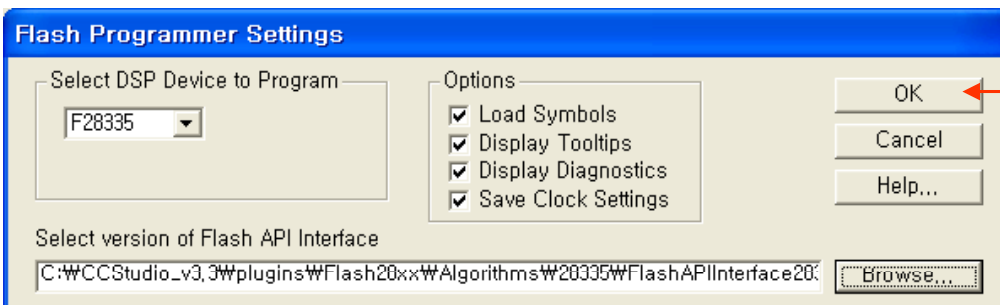 Flash Programmer Settings
Select DSP Device to Program
F28335
Options
Load Symbols
Display Tooltips
Display Diagnostics
Save Clock Settings
OK
Cancel
Help...
Select version of Flash API Interface
C:₩CCStudio_v3.3₩plugins₩Flash28xx₩Algorithms₩28335₩FlashAPIInterface283
Browse...